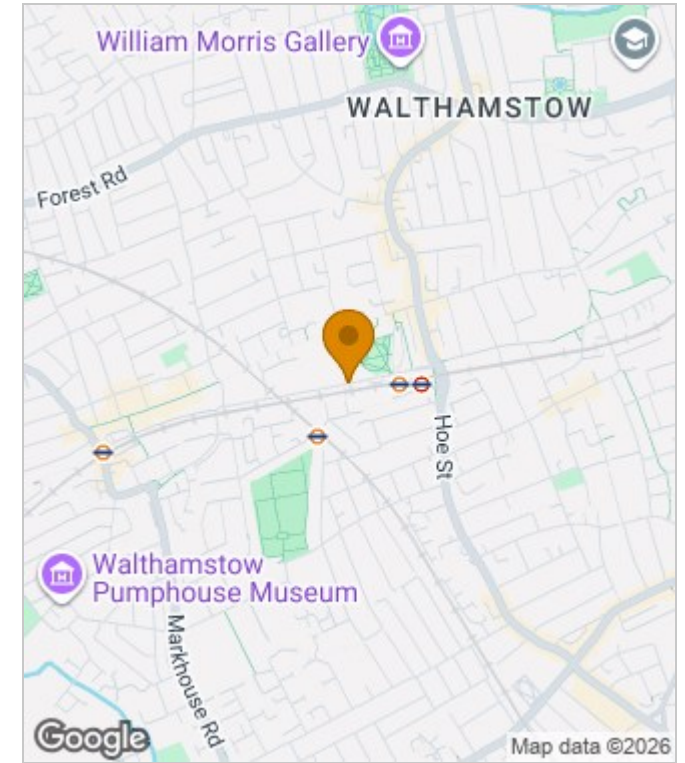 William Morris Gallery
WALTHAMSTOW
Forest Rd
Hoe St
Walthamstow
Pumphouse Museum
Markhouse Rd
Google
Map data ©2026